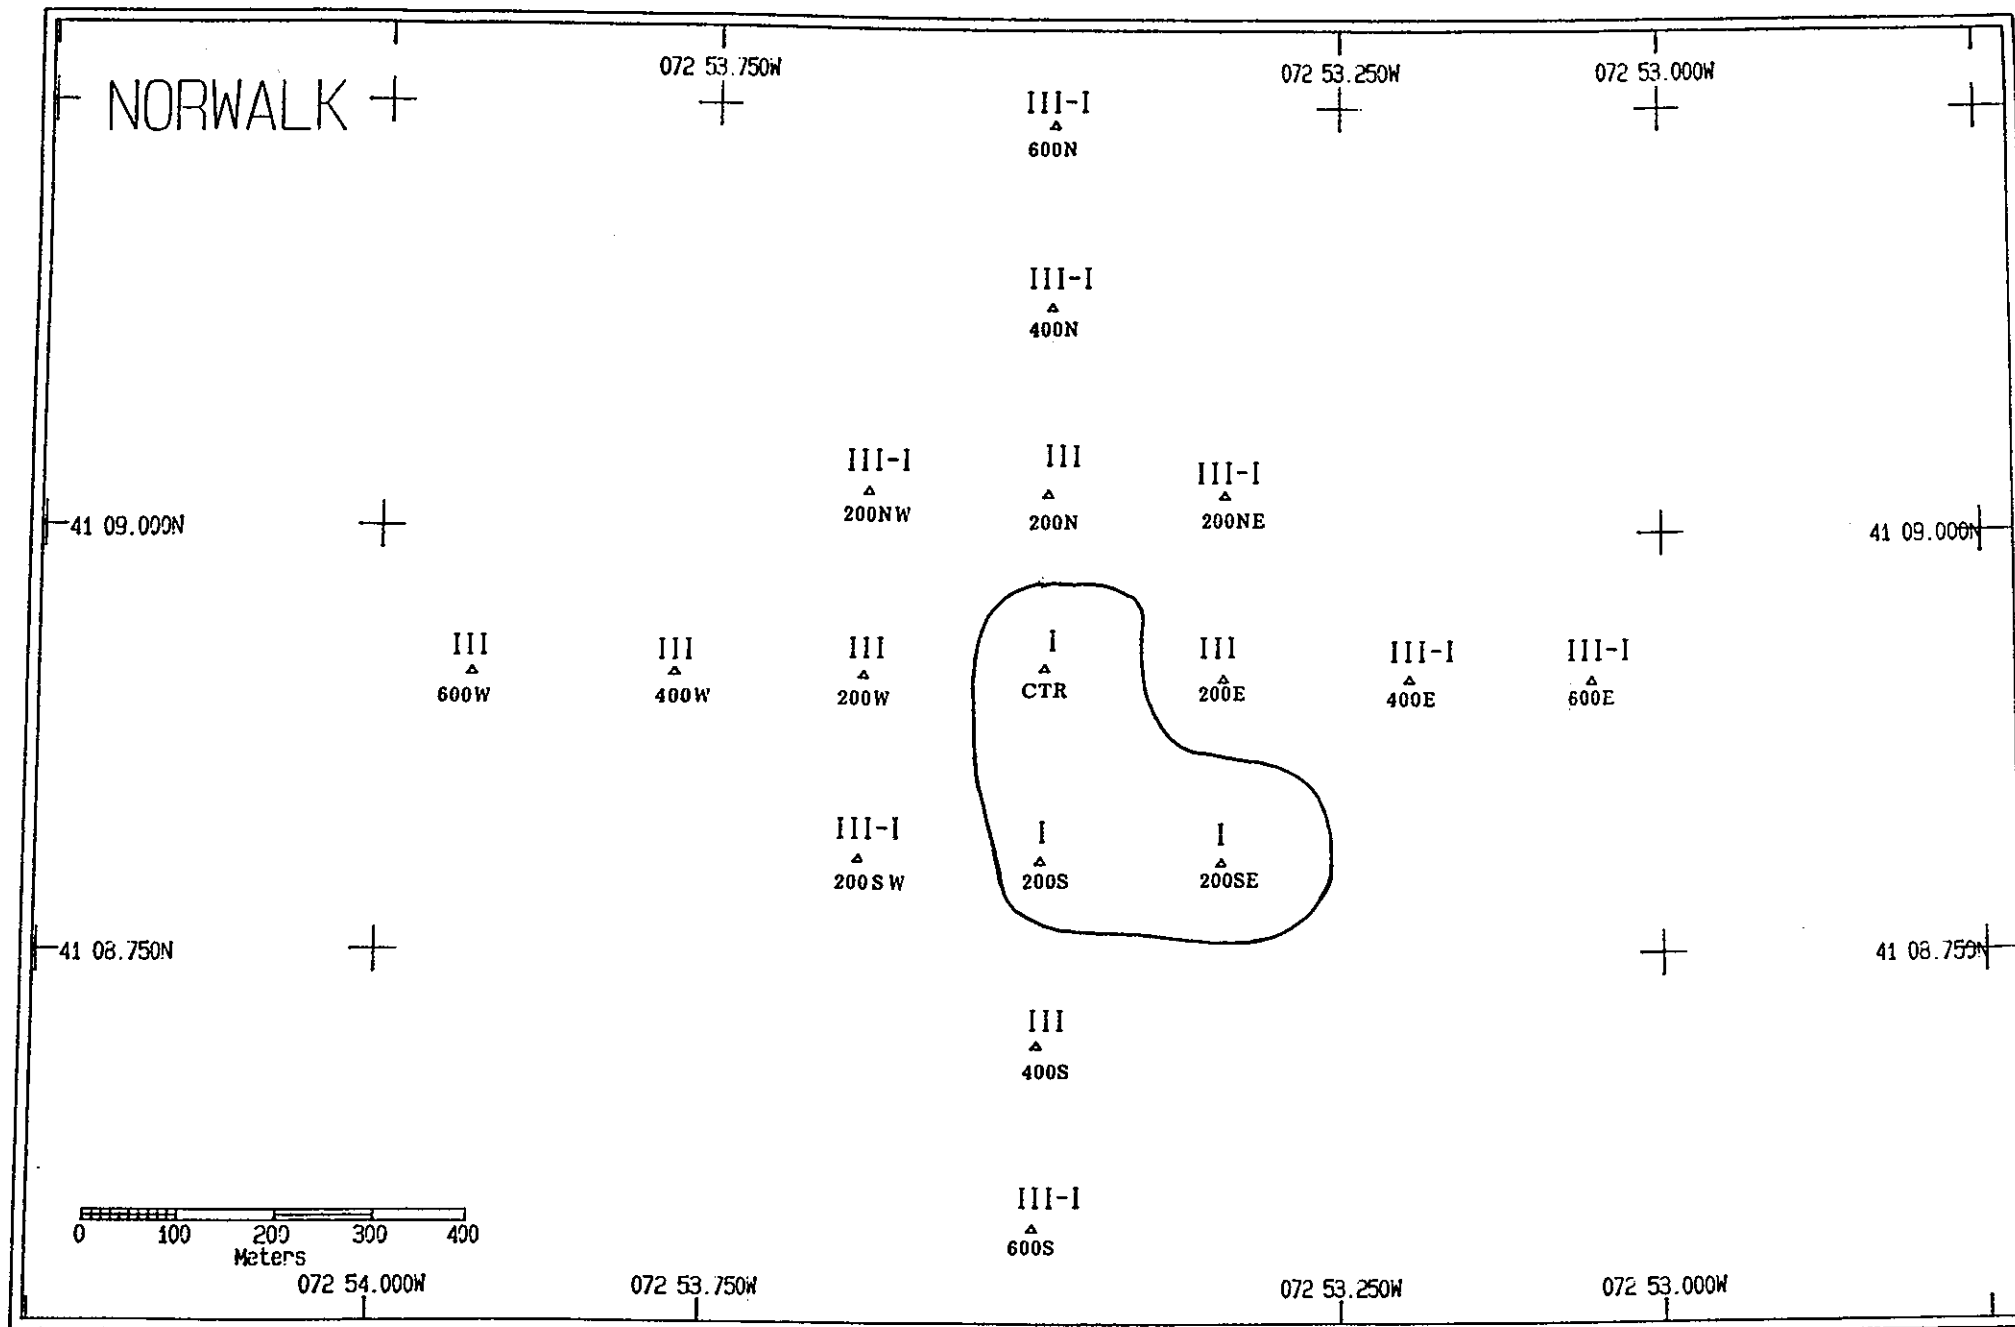 072 53.750W 072 53.250W 072 53.000W
NORWALK
III-I
600N
III-I
400N
III-I III III-I
200NW 200N 200NE
41 09.000N 41 09.000N
III III III I III III-I III-I
600W 400W 200W CTR 200E 400E 600E
III-I I I
200SW 200S 200SE
41 08.750N 41 08.750N
III
400S
III-I
600S
0 100 200 300 400
Meters
072 54.000W 072 53.750W 072 53.250W 072 53.000W